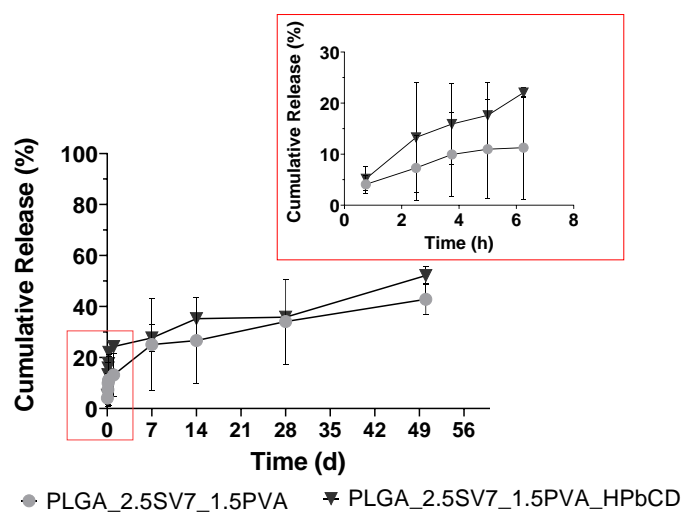 30
20
10
0
Cumulative Release (%)
0 2 4 6 8
Time (h)
100
80
60
40
20
0
Cumulative Release (%)
0 7 14 21 28 35 42 49 56
Time (d)
PLGA_2.5SV7_1.5PVA PLGA_2.5SV7_1.5PVA_HPbCD